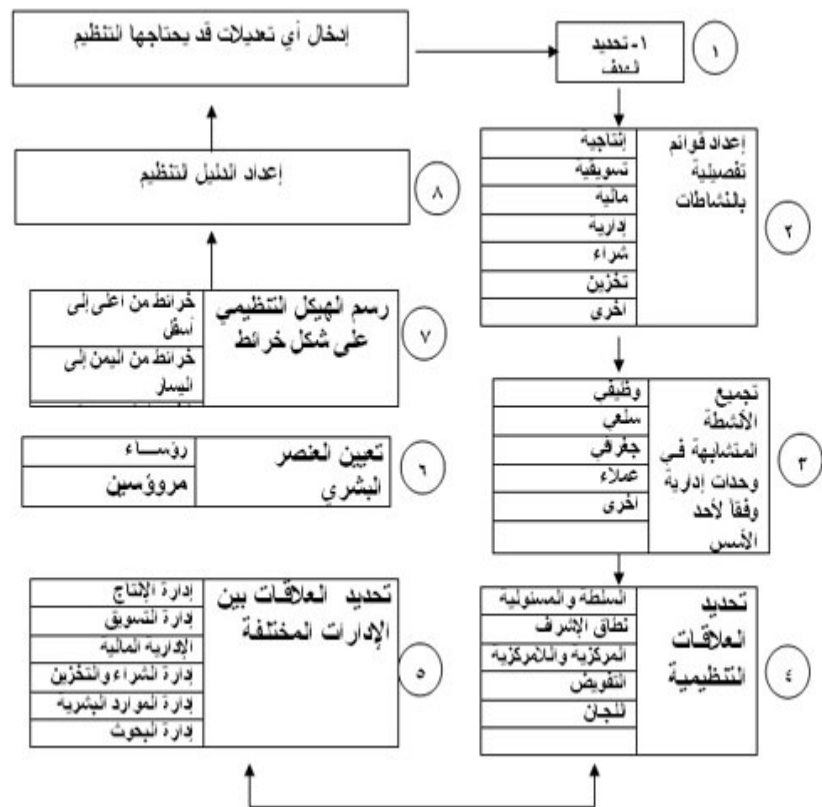 إدخال أي تعديلات قد يحتاجها التنظيم
١- تحديد
الهدف
١
إعداد قوائم
تفصيلية
بالنشاطات
إنتاجية
تسويقية
مالية
إدارية
شراء
تخزين
أخرى
٢
تجميع
الأنشطة
المتشابهة في
وحدات إدارية
وفقاً لأحد
الأسس
وظيفي
سلعي
جغرافي
عملاء
أخرى
٣
تحديد
العلاقات
التنظيمية
السلطة والمسئولية
نطاق الإشرف
المركزية واللامركزية
التفويض
اللجان
٤
تحديد العلاقات بين
الإدارات المختلفة
إدارة الإنتاج
إدارة التسويق
الإدارية المالية
إدارة الشراء والتخزين
إدارة الموارد البشرية
إدارة البحوث
٥
تعيين العنصر
البشري
رؤساء
مروؤسين
٦
رسم الهيكل التنظيمي
على شكل خرائط
خرائط من أعلى إلى
أسفل
خرائط من اليمن إلى
اليسار
٧
إعداد الدليل التنظيم
٨